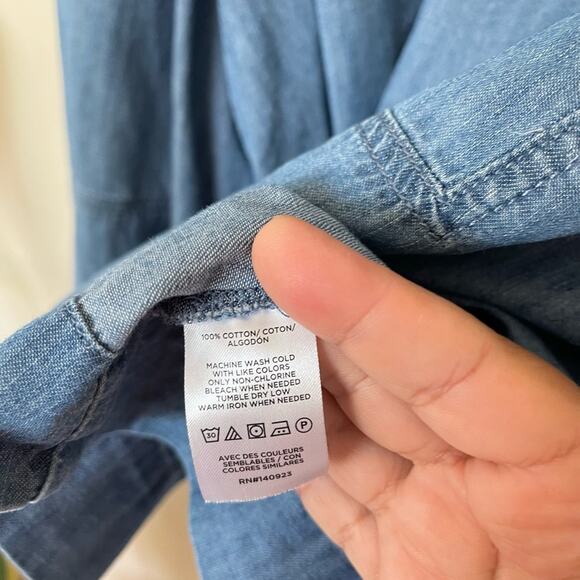 100% COTTON/ COTON/
ALGODÓN
MACHINE WASH COLD
WITH LIKE COLORS
ONLY NON-CHLORINE
BLEACH WHEN NEEDED
TUMBLE DRY LOW
WARM IRON WHEN NEEDED
30 P
AVEC DES COULEURS
SEMBLABLES / CON
COLORES SIMILARES
RN#140923